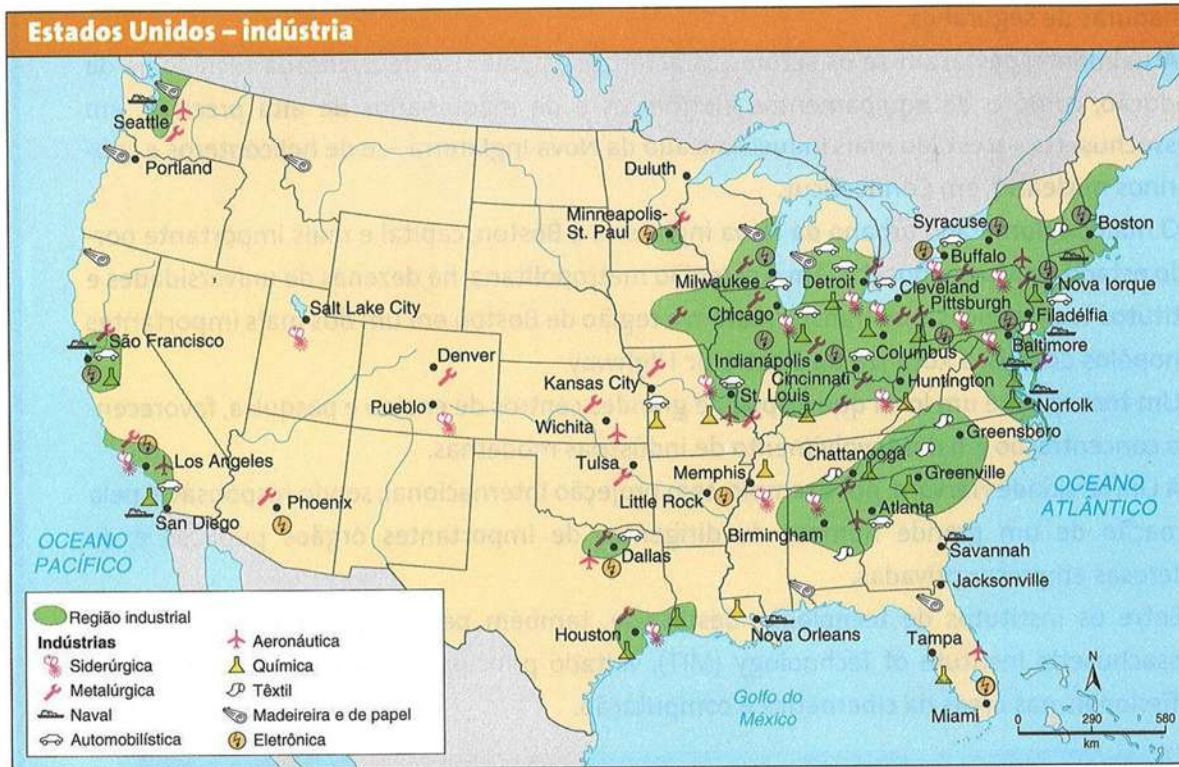 Estados Unidos – indústria
Seattle
Portland
Duluth
Minneapolis-
St. Paul
Syracuse
Boston
Buffalo
Milwaukee
Detroit
Cleveland
Nova Iorque
Pittsburgh
Chicago
Filadélfia
Salt Lake City
São Francisco
Baltimore
Indianápolis
Columbus
Denver
Cincinnati
Huntington
Kansas City
St. Louis
Norfolk
Pueblo
Wichita
Greensboro
Los Angeles
Tulsa
Memphis
Chattanooga
Greenville
Little Rock
Phoenix
Atlanta
San Diego
Birmingham
OCEANO
ATLÂNTICO
OCEANO
PACÍFICO
Dallas
Savannah
Jacksonville
Houston
Nova Orleans
Tampa
Golfo do
México
Miami
N
0 290 580
km
Região industrial
Indústrias
Siderúrgica
Metalúrgica
Naval
Automobilística
Aeronáutica
Química
Têxtil
Madeireira e de papel
Eletrônica